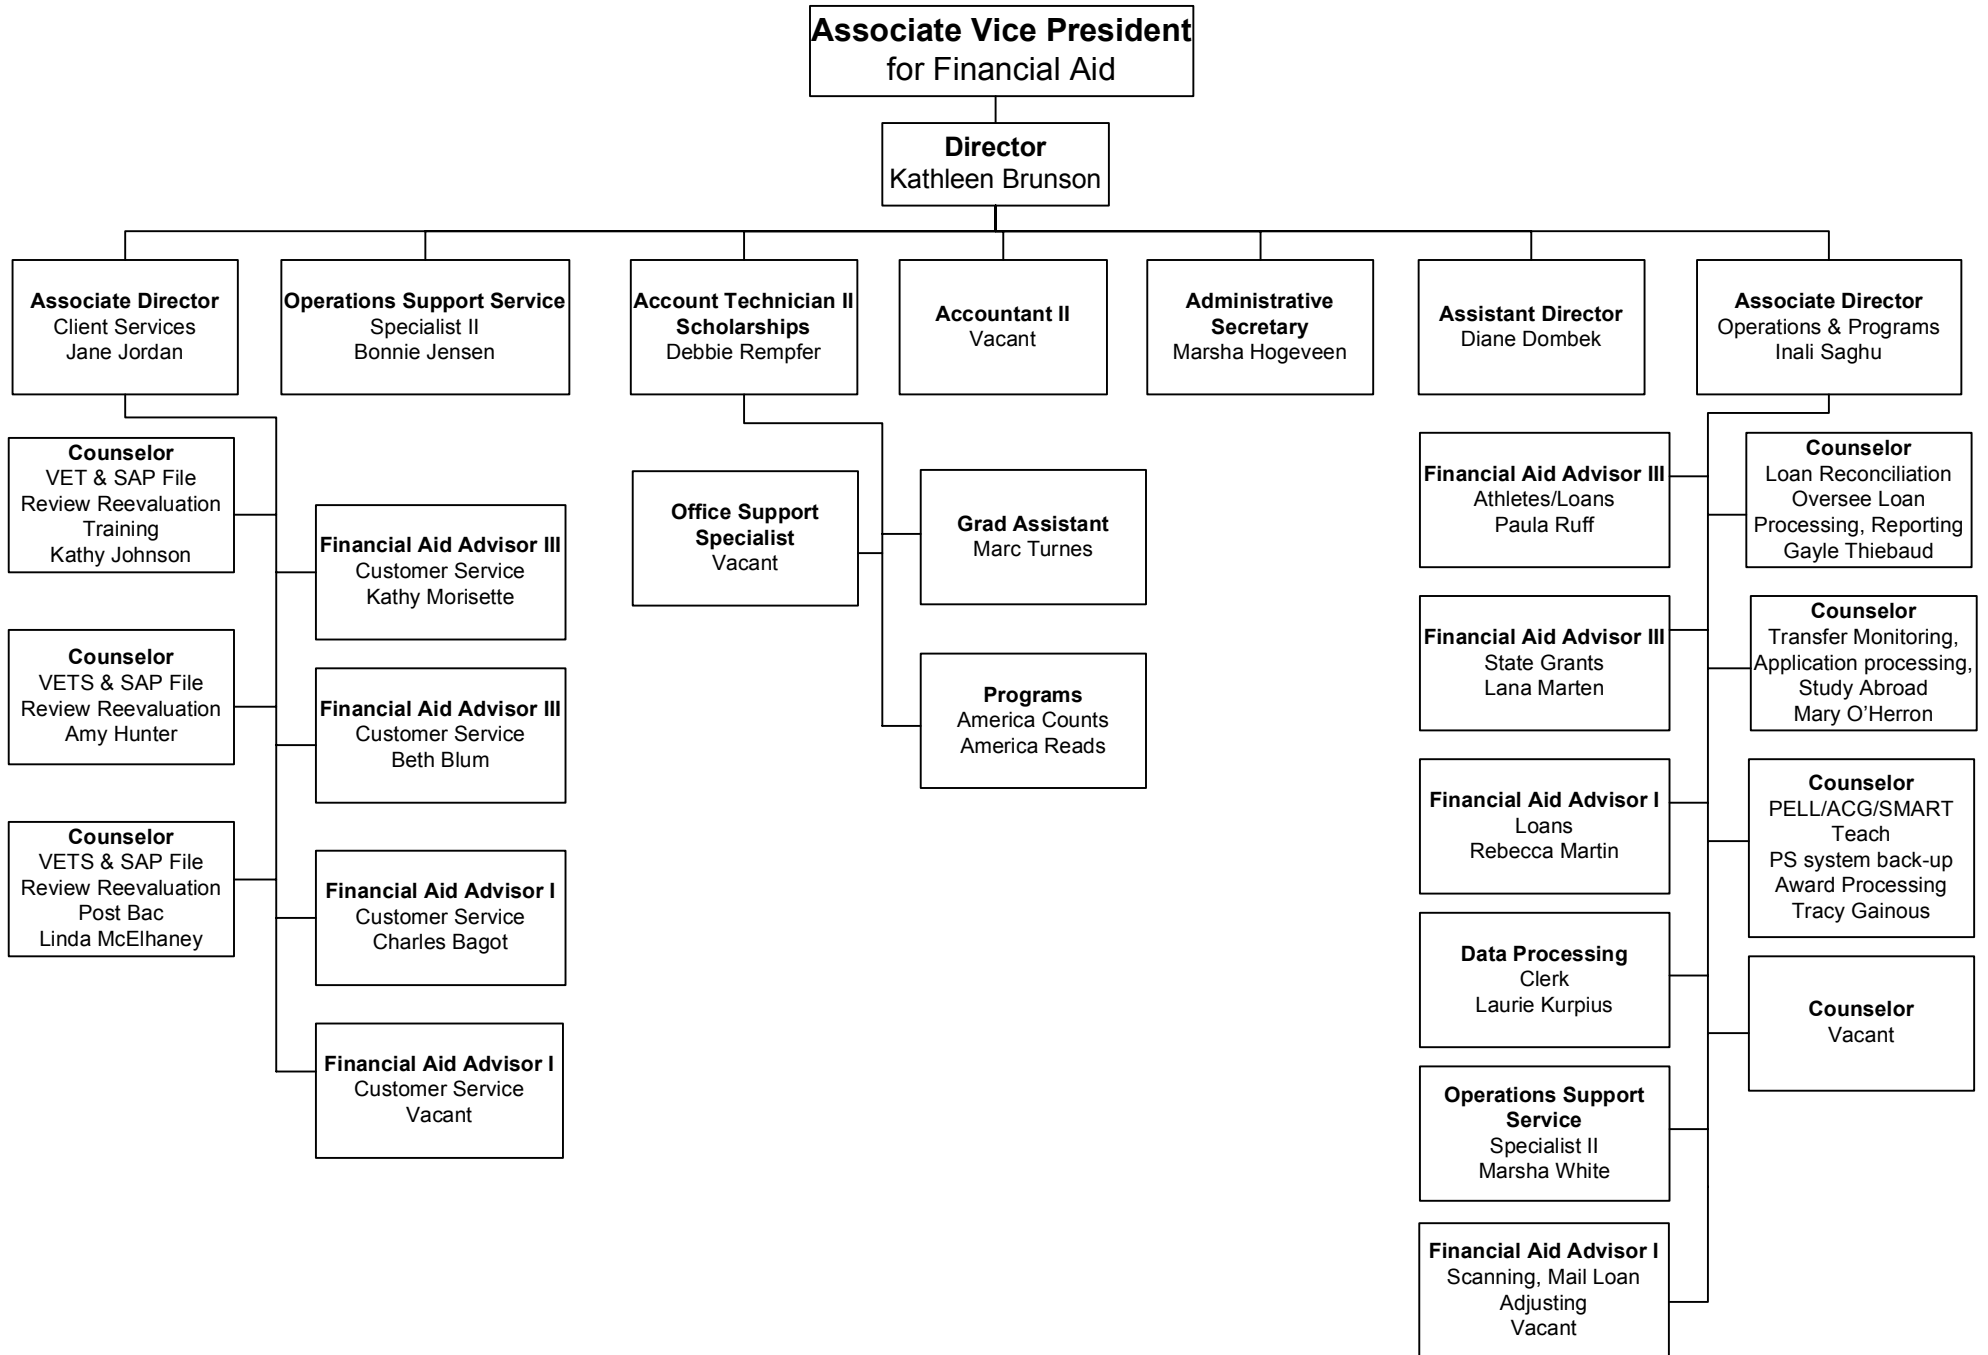 Associate Vice President
for Financial Aid
Director
Kathleen Brunson
Associate Director
Client Services
Jane Jordan
Operations Support Service
Specialist II
Bonnie Jensen
Account Technician II
Scholarships
Debbie Rempfer
Accountant II
Vacant
Administrative
Secretary
Marsha Hogeveen
Assistant Director
Diane Dombek
Associate Director
Operations & Programs
Inali Saghu
Counselor
VET & SAP File
Review Reevaluation
Training
Kathy Johnson
Counselor
VETS & SAP File
Review Reevaluation
Amy Hunter
Counselor
VETS & SAP File
Review Reevaluation
Post Bac
Linda McElhaney
Financial Aid Advisor III
Customer Service
Kathy Morisette
Financial Aid Advisor III
Customer Service
Beth Blum
Financial Aid Advisor I
Customer Service
Charles Bagot
Financial Aid Advisor I
Customer Service
Vacant
Office Support
Specialist
Vacant
Grad Assistant
Marc Turnes
Programs
America Counts
America Reads
Financial Aid Advisor III
Athletes/Loans
Paula Ruff
Financial Aid Advisor III
State Grants
Lana Marten
Financial Aid Advisor I
Loans
Rebecca Martin
Data Processing
Clerk
Laurie Kurpius
Operations Support
Service
Specialist II
Marsha White
Financial Aid Advisor I
Scanning, Mail Loan
Adjusting
Vacant
Counselor
Loan Reconciliation
Oversee Loan
Processing, Reporting
Gayle Thiebaud
Counselor
Transfer Monitoring,
Application processing,
Study Abroad
Mary O’Herron
Counselor
PELL/ACG/SMART
Teach
PS system back-up
Award Processing
Tracy Gainous
Counselor
Vacant